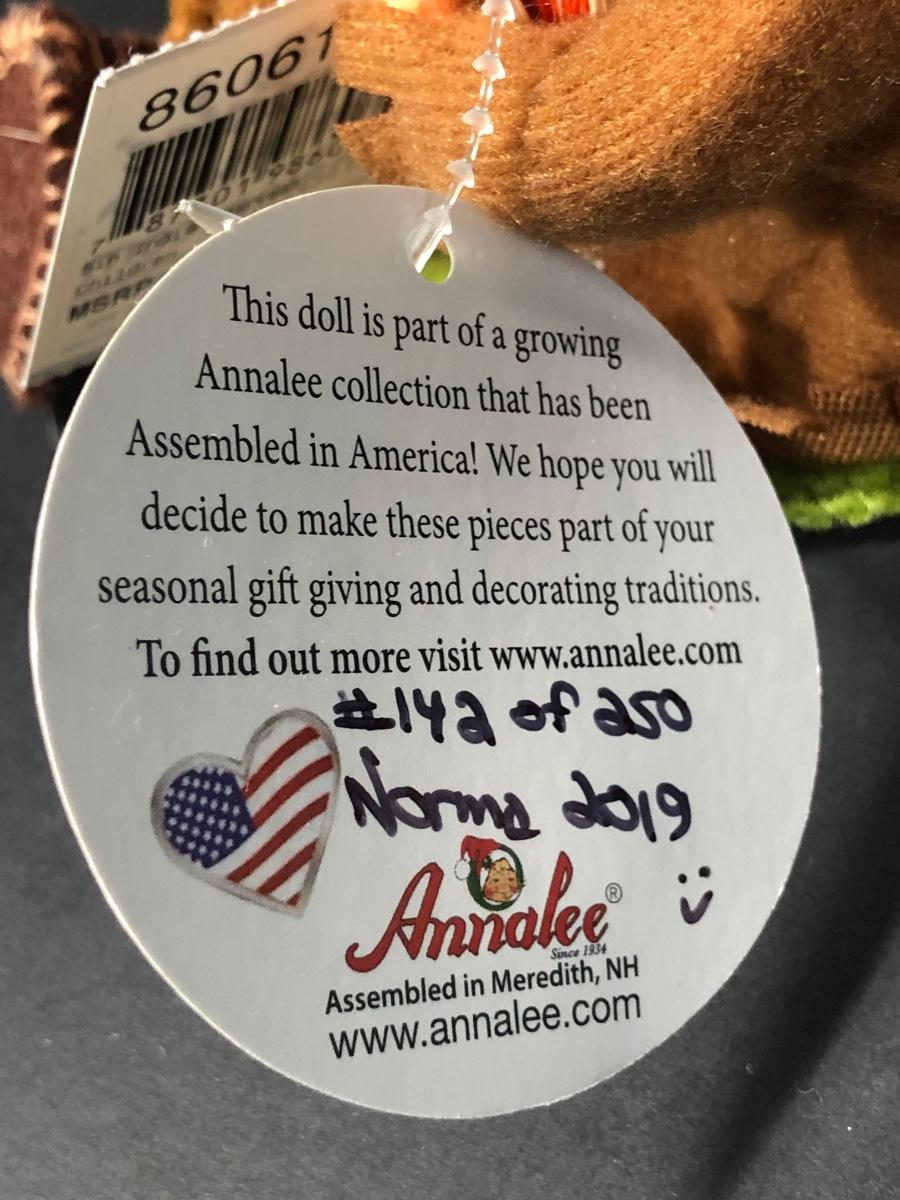 86061
MSRP
This doll is part of a growing
Annalee collection that has been
Assembled in America! We hope you will
decide to make these pieces part of your
seasonal gift giving and decorating traditions.
To find out more visit www.annalee.com
#142 of 250
Norma 2019
Annalee®
Since 1934
Assembled in Meredith, NH
www.annalee.com